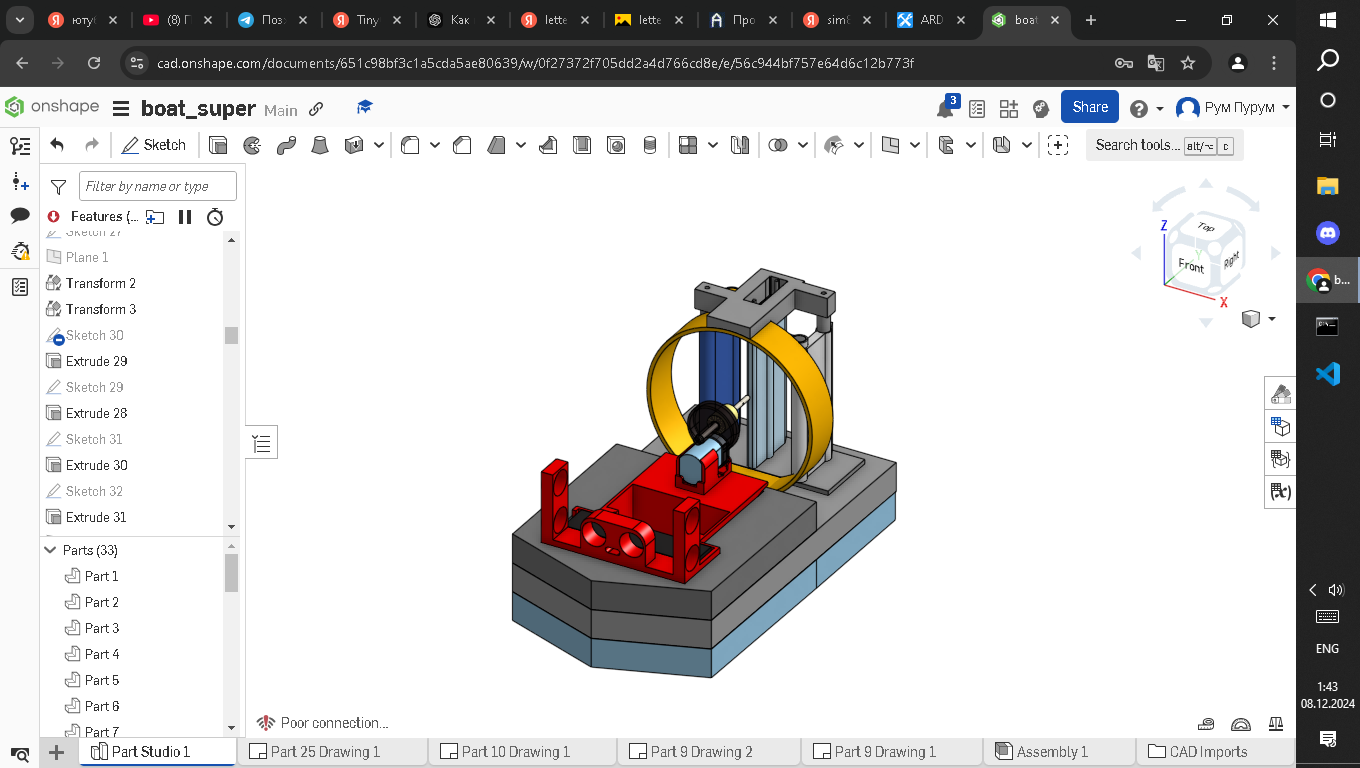 ютуб
(8) Г
Поз
Tiny
Как
lette
lette
Про
sim8
ARD
boat
cad.onshape.com/documents/651c98bf3c1a5cda5ae80639/w/0f27372f705dd2a4d766cd8e/e/56c944bf757e64d6c12b773f
onshape
boat_super
Main
3
Share
Рум Пурум
Sketch
Search tools...
alt/⌥
c
Filter by name or type
Features (...
Sketch 27
Plane 1
Transform 2
Transform 3
Sketch 30
Extrude 29
Sketch 29
Extrude 28
Sketch 31
Extrude 30
Sketch 32
Extrude 31
Parts (33)
Part 1
Part 2
Part 3
Part 4
Part 5
Part 6
Part 7
Z
Top
Front
Right
Y
X
Poor connection...
Part Studio 1
Part 25 Drawing 1
Part 10 Drawing 1
Part 9 Drawing 2
Part 9 Drawing 1
Assembly 1
CAD Imports
b...
ENG
1:43
08.12.2024